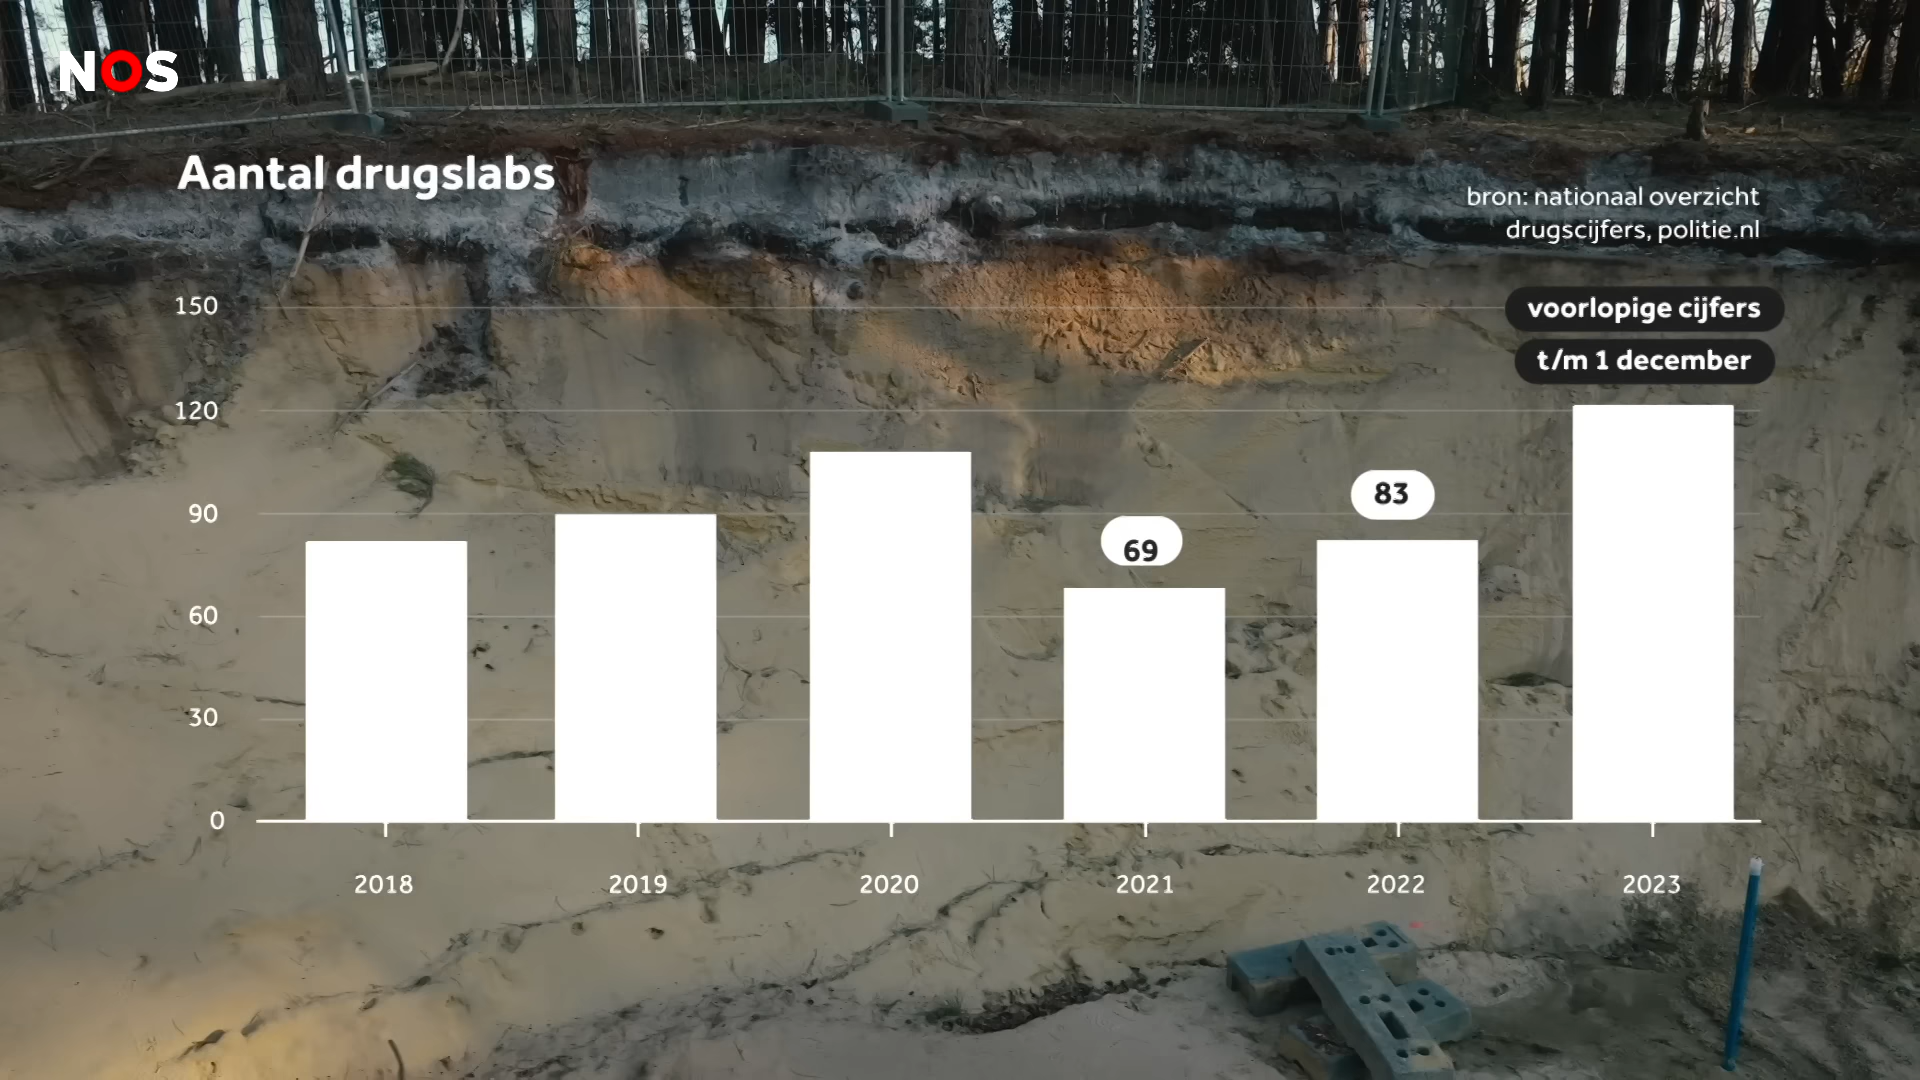 NOS
Aantal drugslabs
bron: nationaal overzicht
drugscijfers, politie.nl
voorlopige cijfers
t/m 1 december
150
120
90
60
30
0
69
83
2018
2019
2020
2021
2022
2023